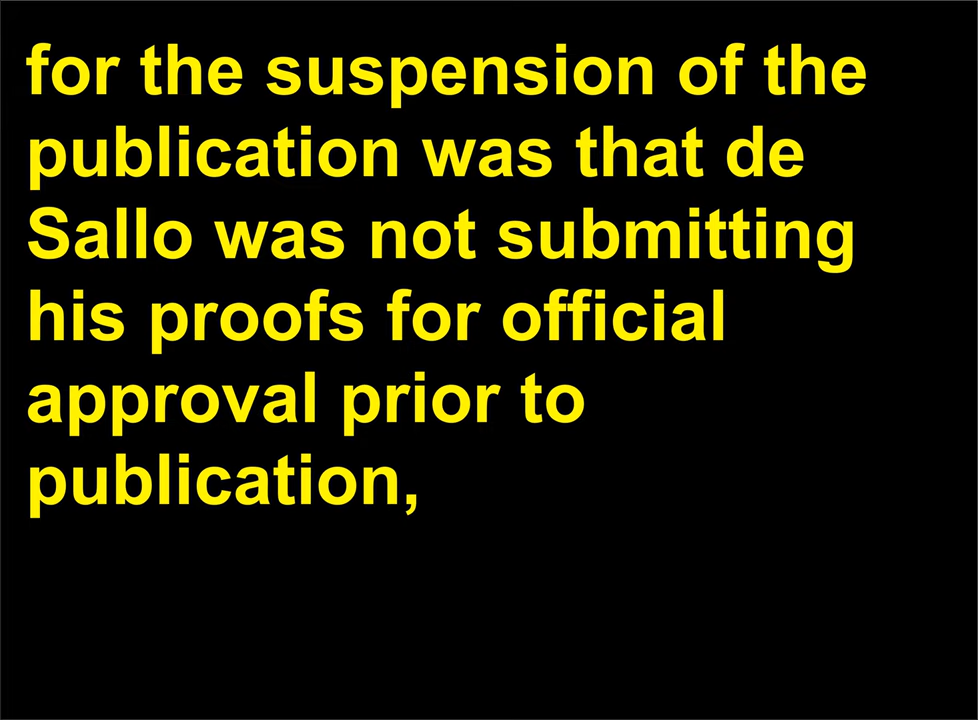 for the suspension of the
publication was that de
Sallo was not submitting
his proofs for official
approval prior to
publication,